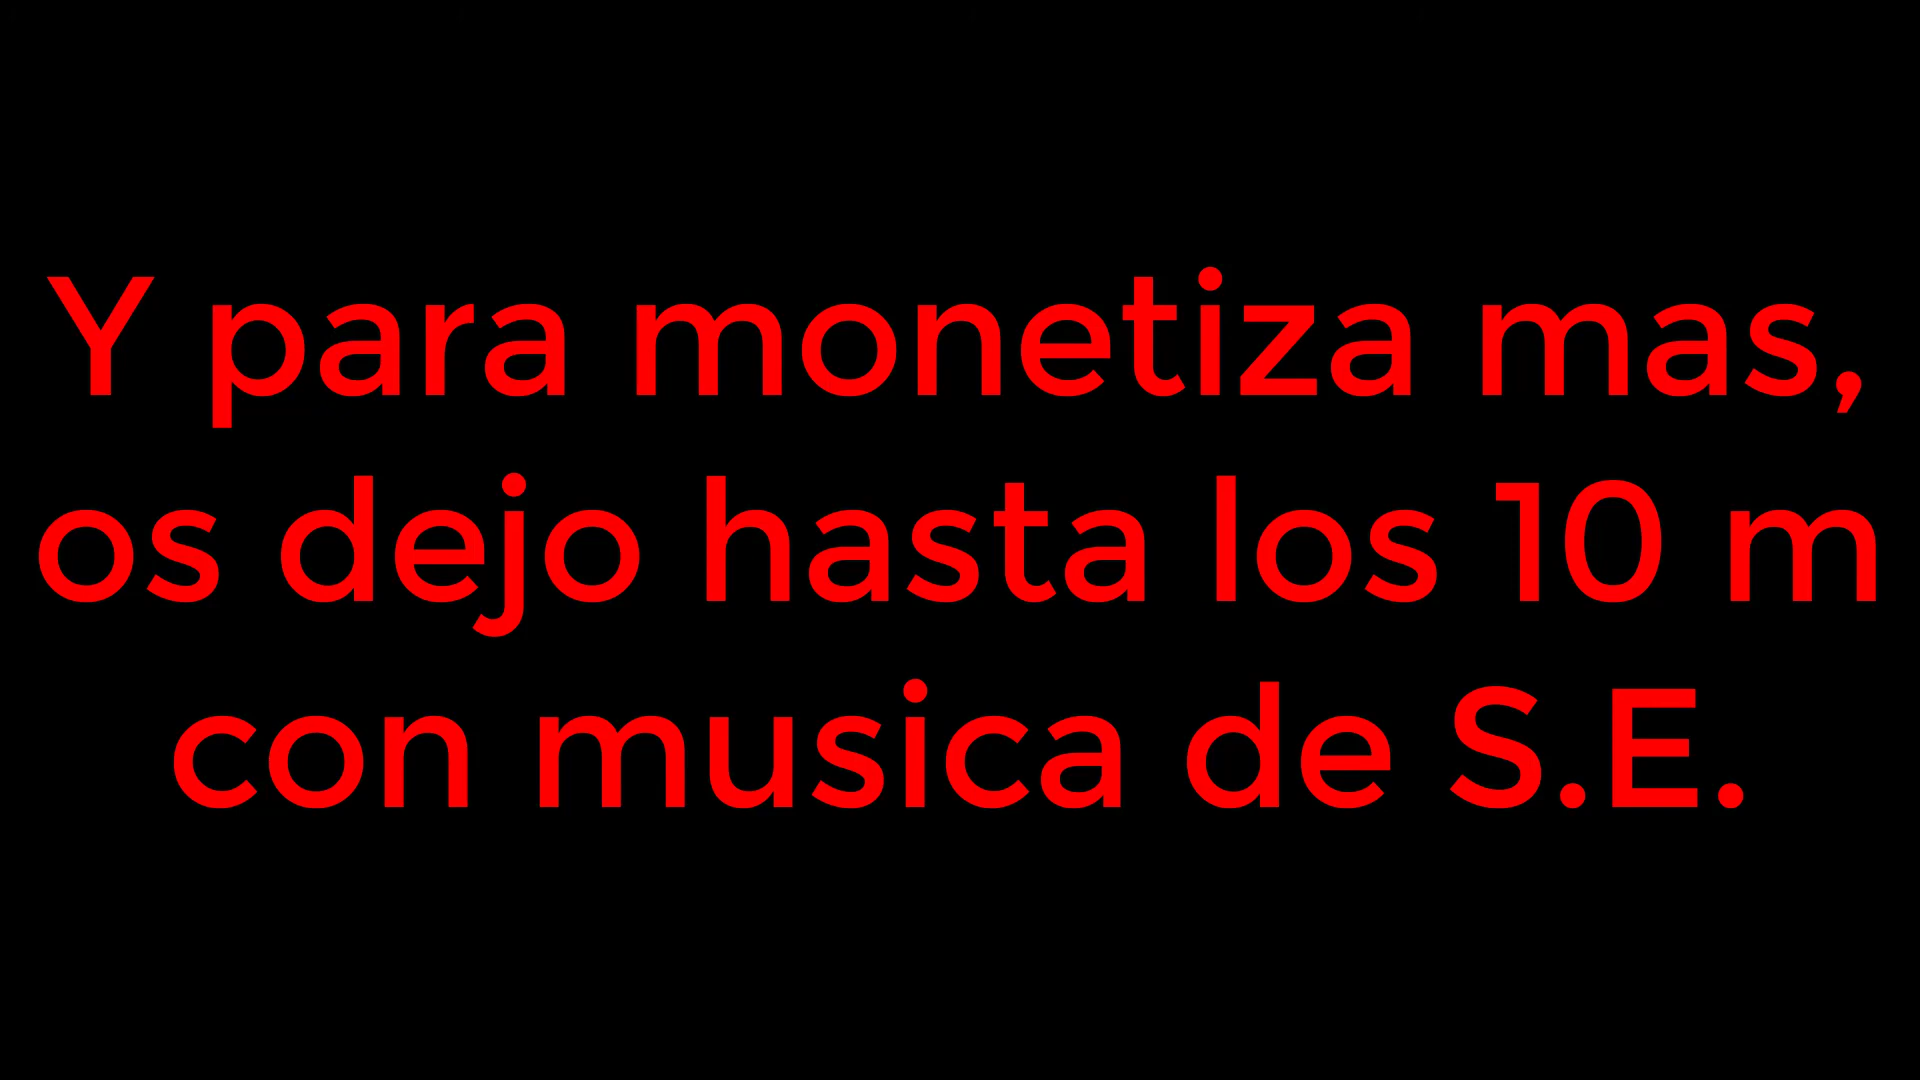 Y para monetiza mas,
os dejo hasta los 10 m
con musica de S.E.